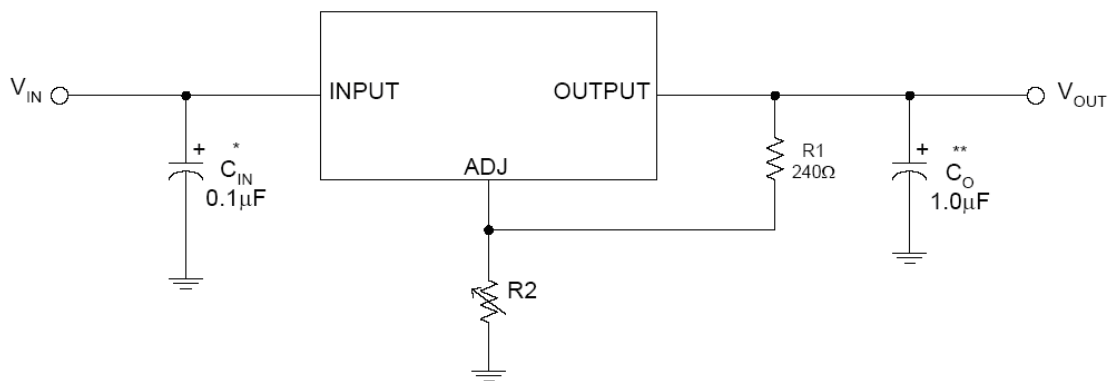 V_IN
INPUT
OUTPUT
V_OUT
+ *
C_IN
0.1µF
ADJ
R1
240Ω
+ **
C_O
1.0µF
R2